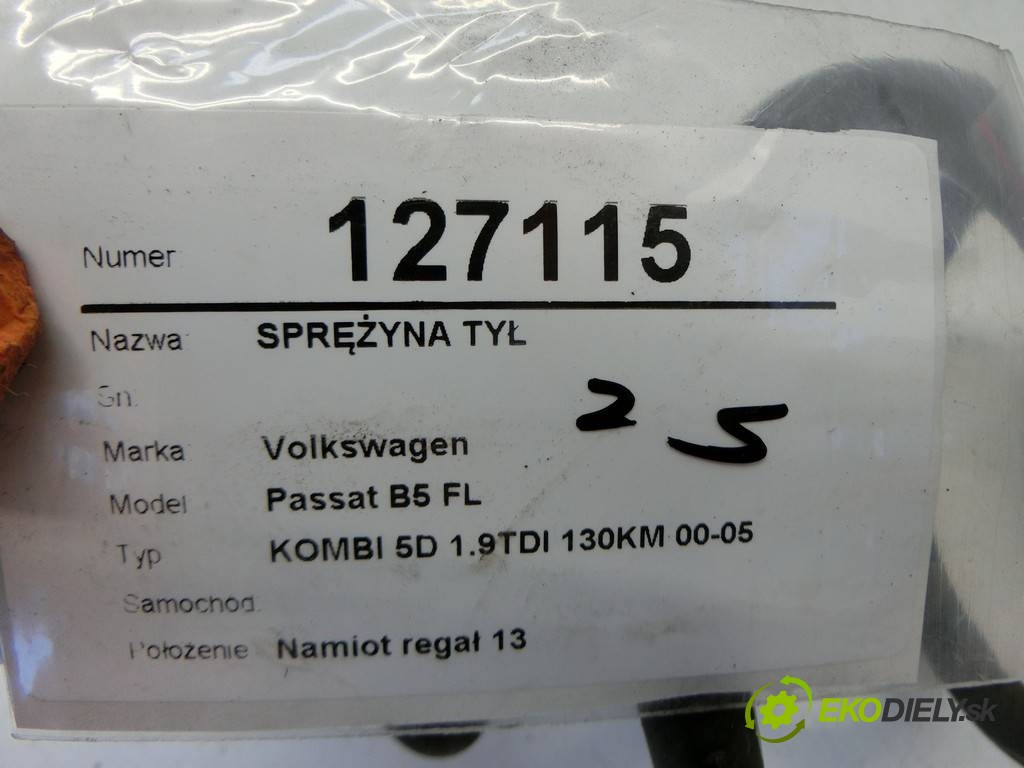 Numer 127115
Nazwa SPRĘŻYNA TYŁ
Gn.
2 5
Marka Volkswagen
Model Passat B5 FL
Typ KOMBI 5D 1.9TDI 130KM 00-05
Samochod
Położenie Namiot regał 13
EKODIELY.sk